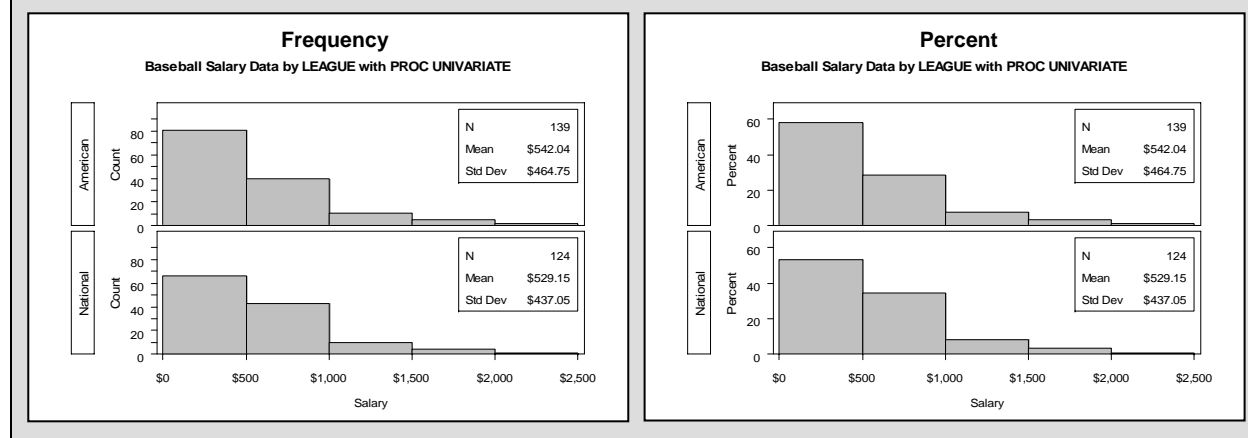 Frequency
Baseball Salary Data by LEAGUE with PROC UNIVARIATE
American
Count
80
60
40
20
0
N 139
Mean $542.04
Std Dev $464.75
National
Count
80
60
40
20
0
N 124
Mean $529.15
Std Dev $437.05
$0 $500 $1,000 $1,500 $2,000 $2,500
Salary
Percent
Baseball Salary Data by LEAGUE with PROC UNIVARIATE
American
Percent
60
40
20
0
N 139
Mean $542.04
Std Dev $464.75
National
Percent
60
40
20
0
N 124
Mean $529.15
Std Dev $437.05
$0 $500 $1,000 $1,500 $2,000 $2,500
Salary